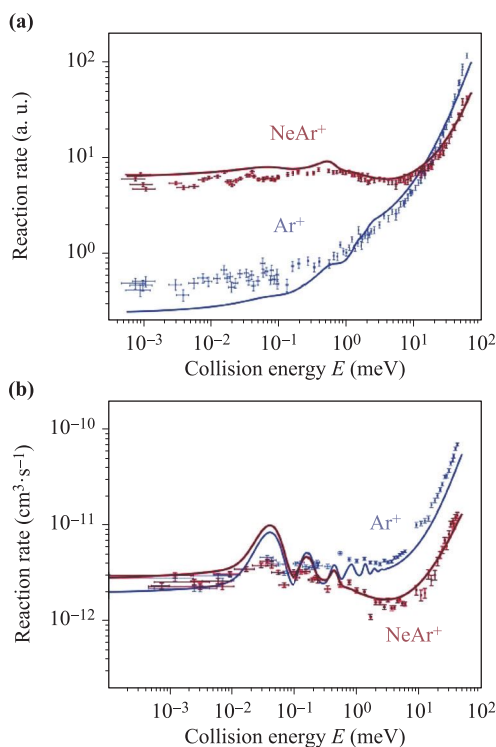 (a)
10²
Reaction rate (a. u.)
NeAr⁺
10¹
Ar⁺
10⁰
10⁻³ 10⁻² 10⁻¹ 10⁰ 10¹ 10²
Collision energy E (meV)
(b)
10⁻¹⁰
Reaction rate (cm³·s⁻¹)
Ar⁺
10⁻¹¹
10⁻¹²
NeAr⁺
10⁻³ 10⁻² 10⁻¹ 10⁰ 10¹ 10²
Collision energy E (meV)